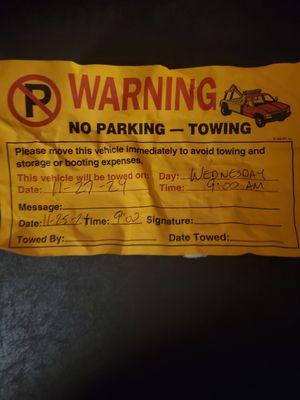 P WARNING
NO PARKING — TOWING
Please move this vehicle immediately to avoid towing and
storage or booting expenses.
This vehicle will be towed on: Day: WEDNESDAY
Date: 11-27-24 Time: 9:00 AM
Message:
Date: 11-25-24 Time: 9:02 Signature:
Towed By: Date Towed: